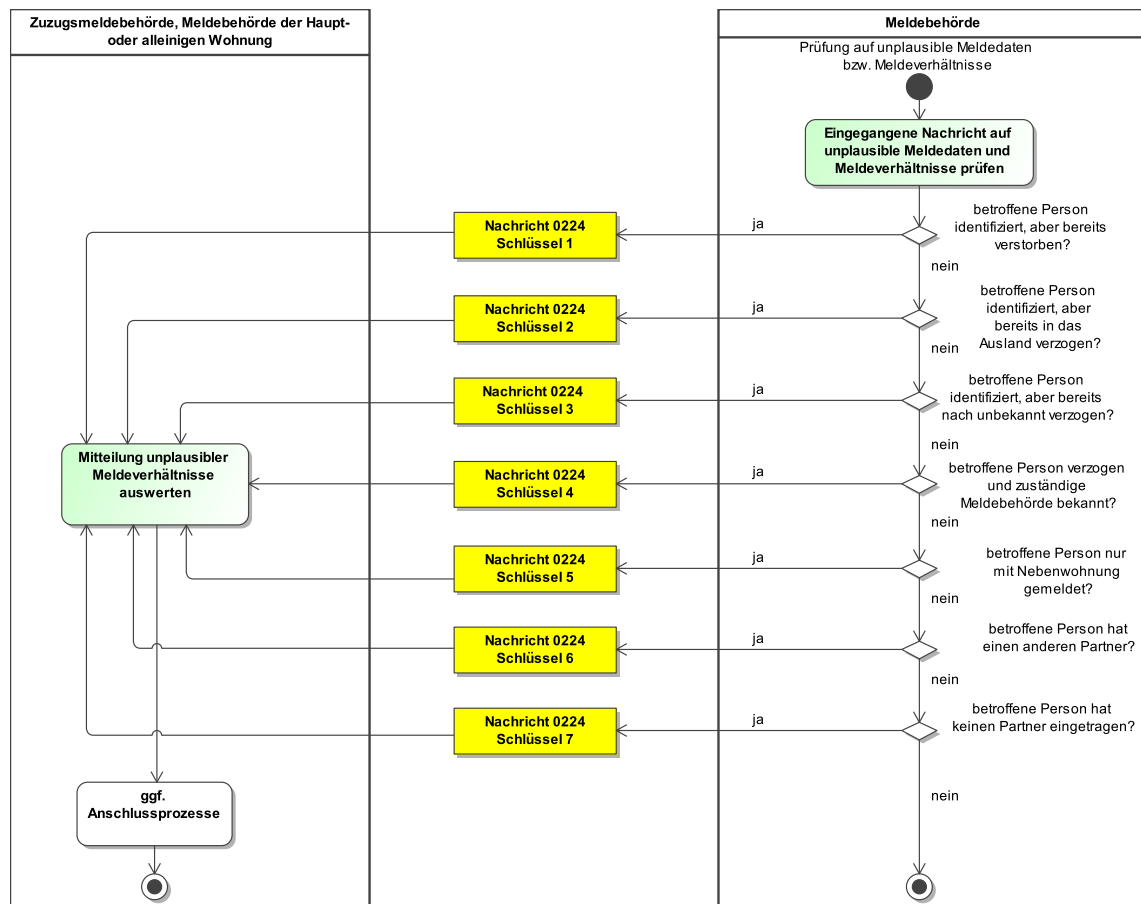 Zuzugsmeldebehörde, Meldebehörde der Haupt-
oder alleinigen Wohnung
Meldebehörde
Prüfung auf unplausible Meldedaten
bzw. Meldeverhältnisse
Eingegangene Nachricht auf
unplausible Meldedaten und
Meldeverhältnisse prüfen
betroffene Person
identifiziert, aber bereits
verstorben?
ja
nein
Nachricht 0224
Schlüssel 1
betroffene Person
identifiziert, aber
bereits in das
Ausland verzogen?
ja
nein
Nachricht 0224
Schlüssel 2
betroffene Person
identifiziert, aber bereits
nach unbekannt verzogen?
ja
nein
Nachricht 0224
Schlüssel 3
betroffene Person verzogen
und zuständige
Meldebehörde bekannt?
ja
nein
Nachricht 0224
Schlüssel 4
betroffene Person nur
mit Nebenwohnung
gemeldet?
ja
nein
Nachricht 0224
Schlüssel 5
betroffene Person hat
einen anderen Partner?
ja
nein
Nachricht 0224
Schlüssel 6
betroffene Person hat
keinen Partner eingetragen?
ja
nein
Nachricht 0224
Schlüssel 7
Mitteilung unplausibler
Meldeverhältnisse
auswerten
ggf.
Anschlussprozesse